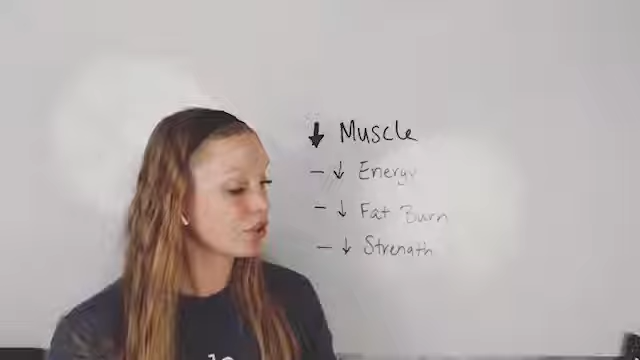 ↓ Muscle
- ↓ Energy
- ↓ Fat Burn
- ↓ Strength